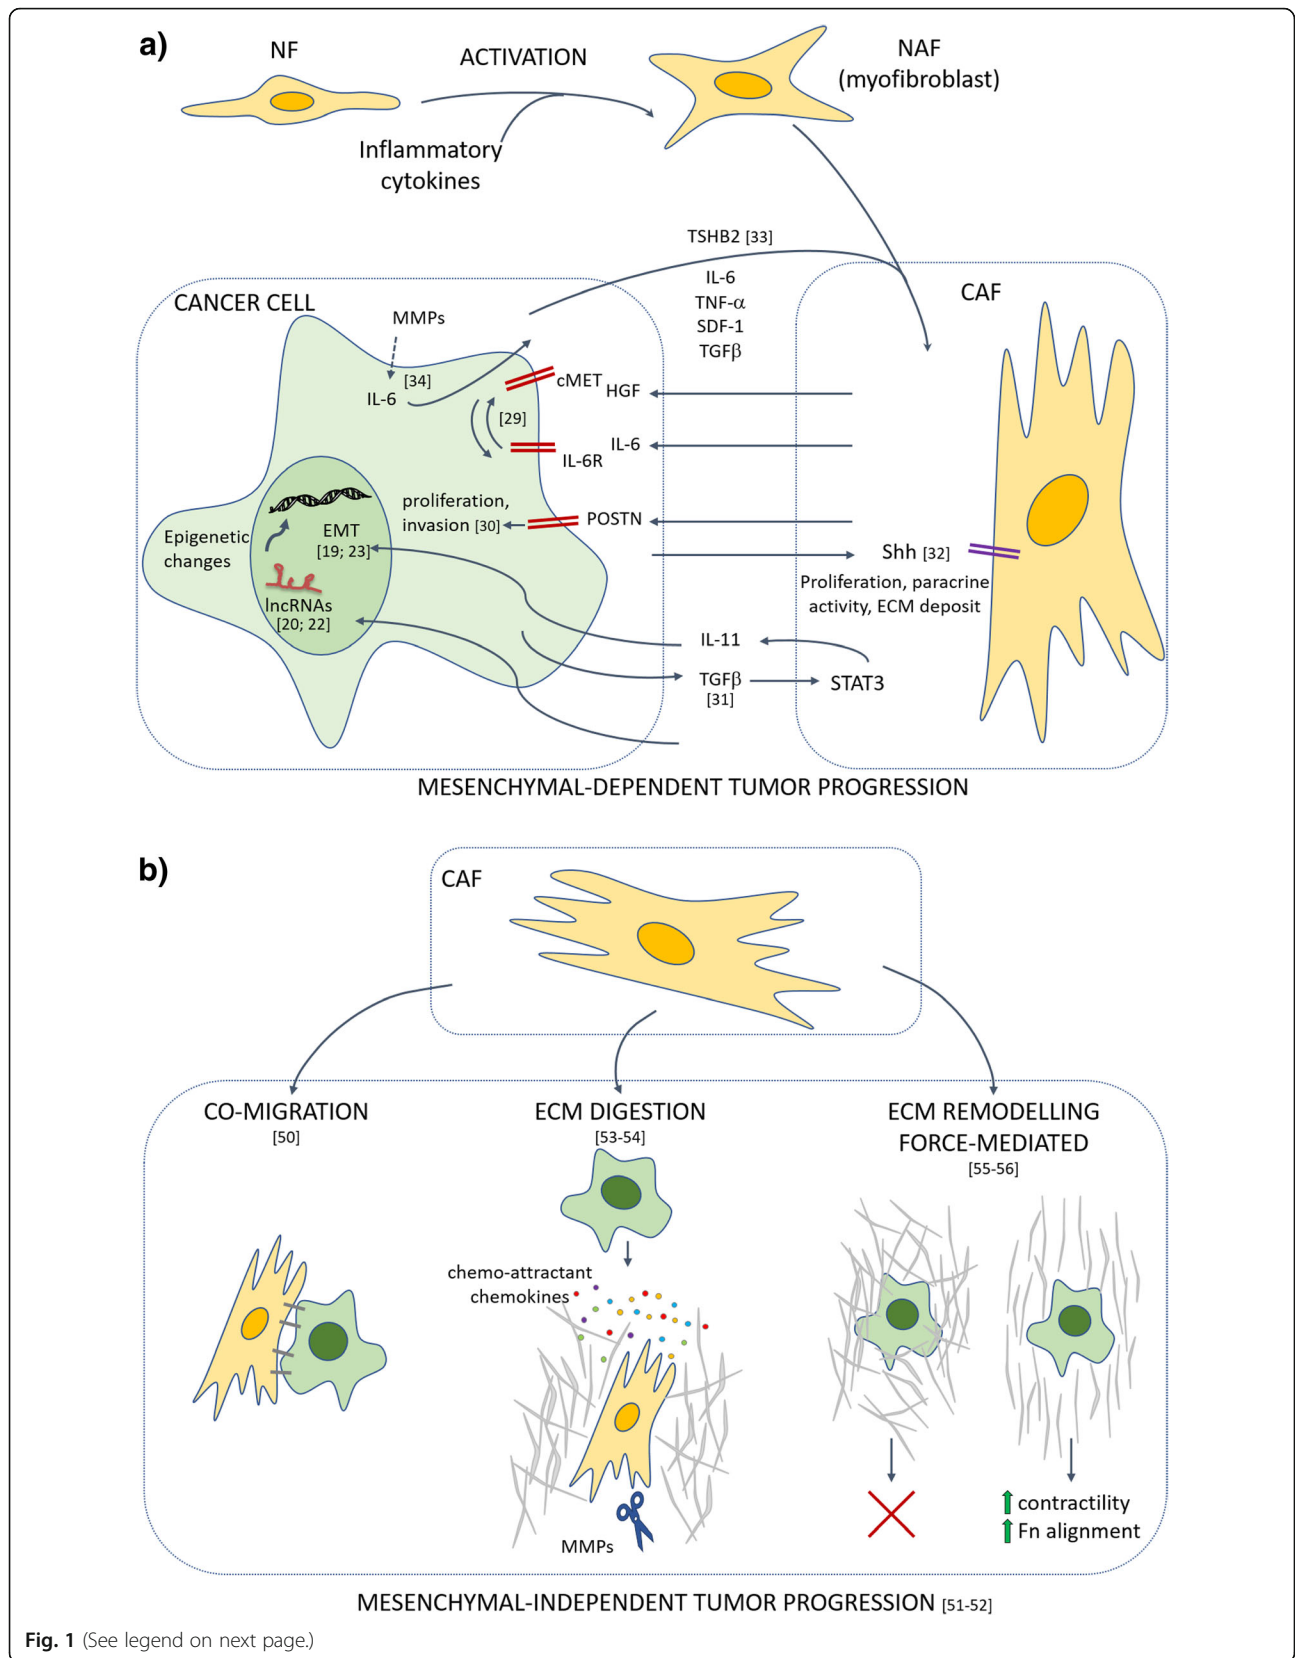 a)
NF
ACTIVATION
NAF
(myofibroblast)
Inflammatory
cytokines
TSHB2 [33]
IL-6
TNF-α
SDF-1
TGFβ
CANCER CELL
CAF
MMPs
[34]
IL-6
cMET
HGF
[29]
IL-6
IL-6R
proliferation,
invasion [30]
POSTN
Epigenetic
changes
EMT
[19; 23]
Shh [32]
Proliferation, paracrine
activity, ECM deposit
lncRNAs
[20; 22]
IL-11
TGFβ
[31]
STAT3
MESENCHYMAL-DEPENDENT TUMOR PROGRESSION
b)
CAF
CO-MIGRATION
[50]
ECM DIGESTION
[53-54]
ECM REMODELLING
FORCE-MEDIATED
[55-56]
chemo-attractant
chemokines
MMPs
contractility
Fn alignment
MESENCHYMAL-INDEPENDENT TUMOR PROGRESSION [51-52]
Fig. 1 (See legend on next page.)